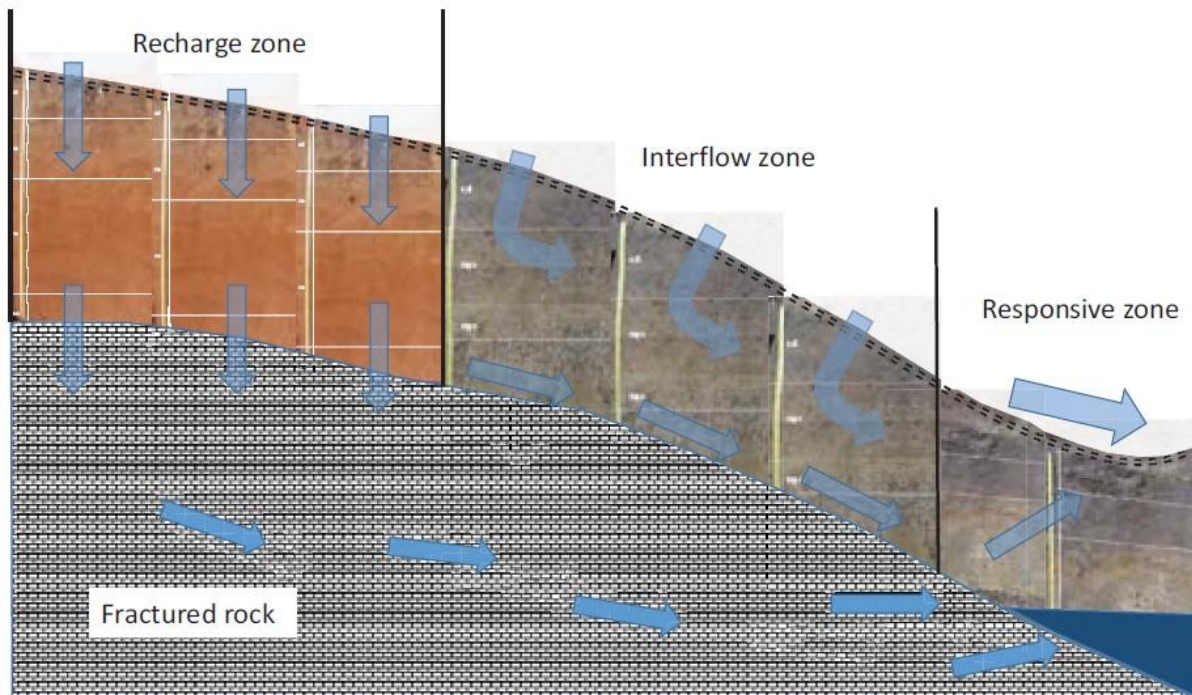 Recharge zone
Interflow zone
Responsive zone
Fractured rock